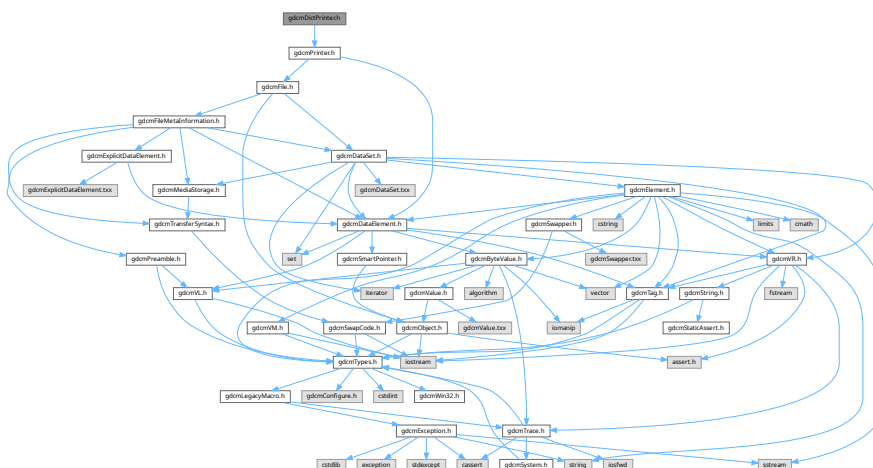 gdcmDictPrinter.h
gdcmPrinter.h
gdcmFile.h
gdcmFileMetaInformation.h
gdcmExplicitDataElement.h
gdcmDataSet.h
gdcmExplicitDataElement.txx
gdcmMediaStorage.h
gdcmDataSet.txx
gdcmElement.h
gdcmTransferSyntax.h
gdcmDataElement.h
gdcmSwapper.h
cstring
limits
cmath
gdcmPreamble.h
set
gdcmSmartPointer.h
gdcmByteValue.h
gdcmSwapper.txx
gdcmVR.h
gdcmVL.h
iterator
gdcmValue.h
algorithm
vector
gdcmTag.h
gdcmString.h
fstream
gdcmVM.h
gdcmSwapCode.h
gdcmObject.h
gdcmValue.txx
iomanip
gdcmStaticAssert.h
gdcmTypes.h
iostream
assert.h
gdcmLegacyMacro.h
gdcmConfigure.h
cstdint
gdcmWin32.h
gdcmException.h
gdcmTrace.h
cstdlib
exception
stdexcept
cassert
gdcmSystem.h
string
iosfwd
sstream